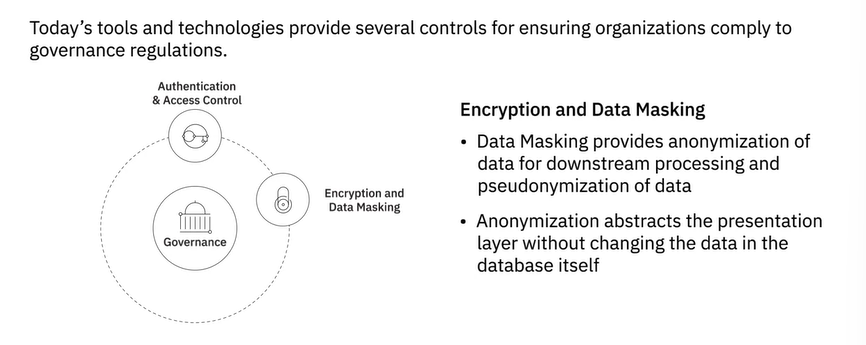 Today's tools and technologies provide several controls for ensuring organizations comply to
governance regulations.
Authentication
& Access Control
Encryption and
Data Masking
Governance
Encryption and Data Masking
• Data Masking provides anonymization of
data for downstream processing and
pseudonymization of data
• Anonymization abstracts the presentation
layer without changing the data in the
database itself